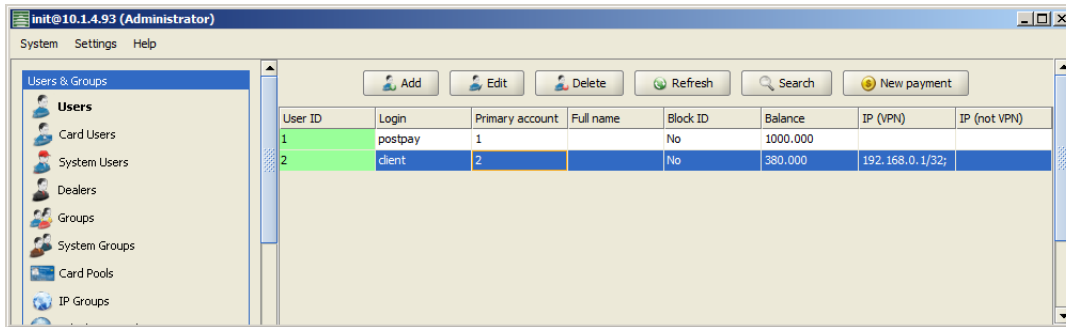 init@10.1.4.93 (Administrator)
System Settings Help
Users & Groups
Users
Card Users
System Users
Dealers
Groups
System Groups
Card Pools
IP Groups
Add Edit Delete Refresh Search New payment
User ID Login Primary account Full name Block ID Balance IP (VPN) IP (not VPN)
1 postpay 1 No 1000.000
2 client 2 No 380.000 192.168.0.1/32;